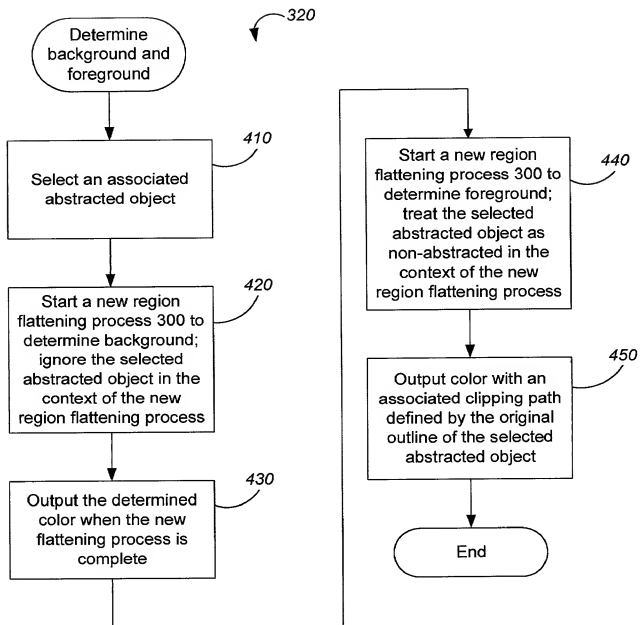 Determine
background and
foreground
320
410
Select an associated
abstracted object
420
Start a new region
flattening process 300 to
determine background;
ignore the selected
abstracted object in the
context of the new
region flattening process
430
Output the determined
color when the new
flattening process is
complete
440
Start a new region
flattening process 300 to
determine foreground;
treat the selected
abstracted object as
non-abstracted in the
context of the new
region flattening process
450
Output color with an
associated clipping path
defined by the original
outline of the selected
abstracted object
End